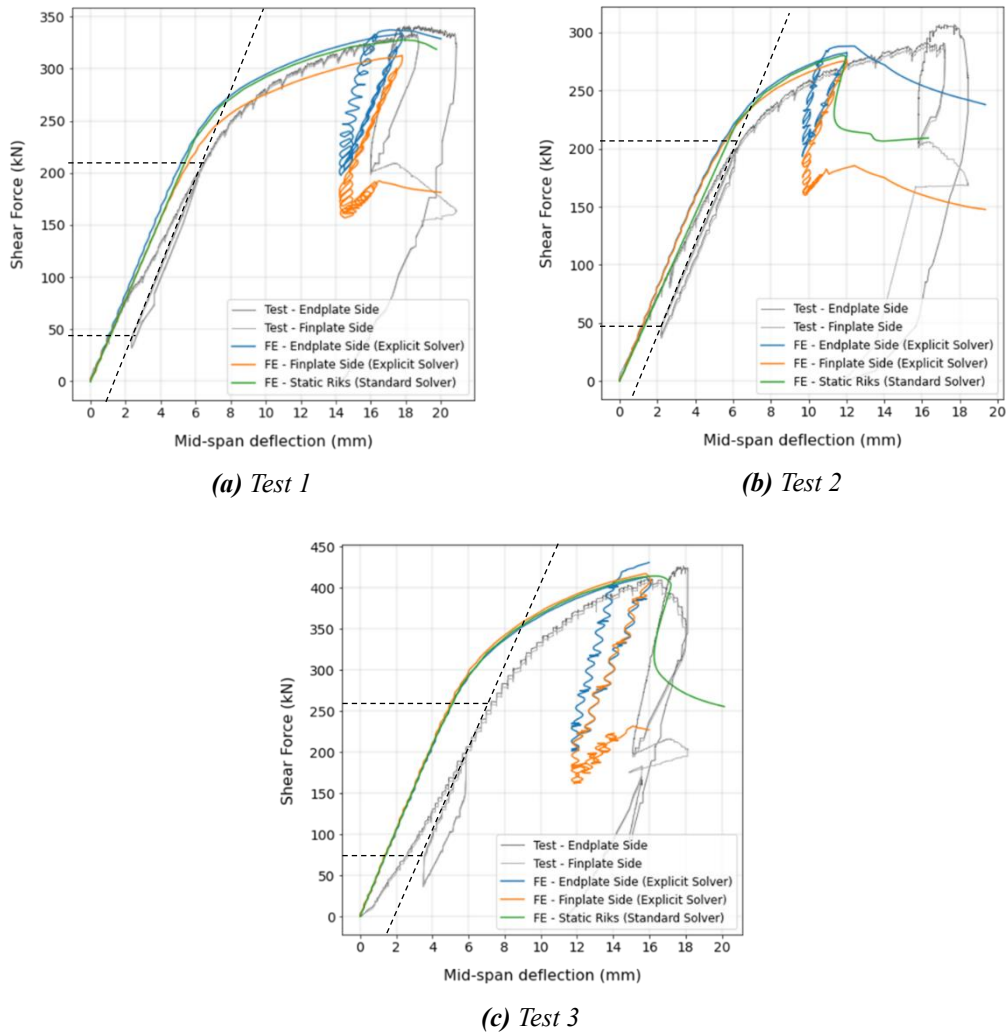 350
300
250
200
150
100
50
0
Shear Force (kN)
0 2 4 6 8 10 12 14 16 18 20
Mid-span deflection (mm)
Test - Endplate Side
Test - Finplate Side
FE - Endplate Side (Explicit Solver)
FE - Finplate Side (Explicit Solver)
FE - Static Riks (Standard Solver)
(a) Test 1
300
250
200
150
100
50
0
Shear Force (kN)
0 2 4 6 8 10 12 14 16 18 20
Mid-span deflection (mm)
Test - Endplate Side
Test - Finplate Side
FE - Endplate Side (Explicit Solver)
FE - Finplate Side (Explicit Solver)
FE - Static Riks (Standard Solver)
(b) Test 2
450
400
350
300
250
200
150
100
50
0
Shear Force (kN)
0 2 4 6 8 10 12 14 16 18 20
Mid-span deflection (mm)
Test - Endplate Side
Test - Finplate Side
FE - Endplate Side (Explicit Solver)
FE - Finplate Side (Explicit Solver)
FE - Static Riks (Standard Solver)
(c) Test 3